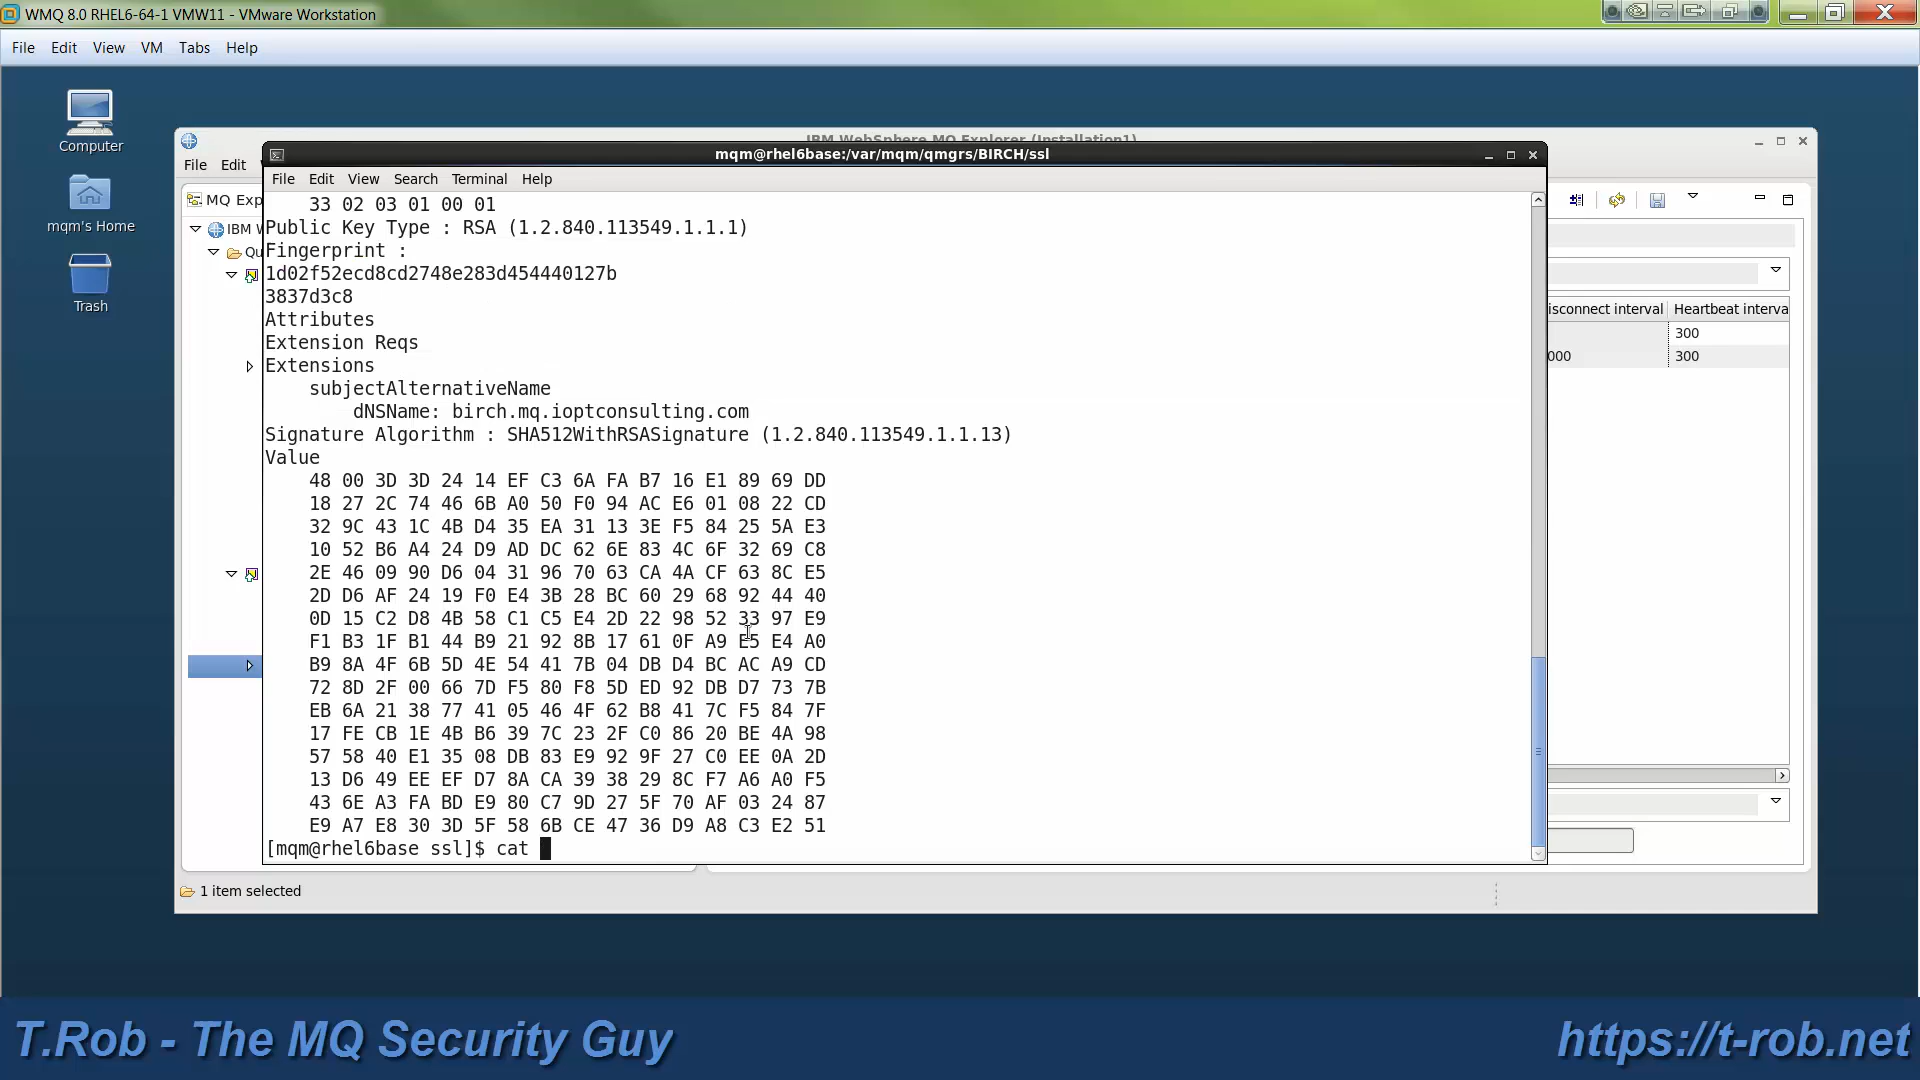 WMQ 8.0 RHEL6-64-1 VMW11 - VMware Workstation
File Edit View VM Tabs Help
Computer
mqm's Home
Trash
IBM WebSphere MQ Explorer (Installation1)
File Edit
MQ Exp
IBM W
Qu
mqm@rhel6base:/var/mqm/qmgrs/BIRCH/ssl
File Edit View Search Terminal Help
33 02 03 01 00 01
Public Key Type : RSA (1.2.840.113549.1.1.1)
Fingerprint :
1d02f52ecd8cd2748e283d454440127b
3837d3c8
Attributes
Extension Reqs
Extensions
subjectAlternativeName
dNSName: birch.mq.ioptconsulting.com
Signature Algorithm : SHA512WithRSASignature (1.2.840.113549.1.1.13)
Value
48 00 3D 3D 24 14 EF C3 6A FA B7 16 E1 89 69 DD
18 27 2C 74 46 6B A0 50 F0 94 AC E6 01 08 22 CD
32 9C 43 1C 4B D4 35 EA 31 13 3E F5 84 25 5A E3
10 52 B6 A4 24 D9 AD DC 62 6E 83 4C 6F 32 69 C8
2E 46 09 90 D6 04 31 96 70 63 CA 4A CF 63 8C E5
2D D6 AF 24 19 F0 E4 3B 28 BC 60 29 68 92 44 40
0D 15 C2 D8 4B 58 C1 C5 E4 2D 22 98 52 33 97 E9
F1 B3 1F B1 44 B9 21 92 8B 17 61 0F A9 E5 E4 A0
B9 8A 4F 6B 5D 4E 54 41 7B 04 DB D4 BC AC A9 CD
72 8D 2F 00 66 7D F5 80 F8 5D ED 92 DB D7 73 7B
EB 6A 21 38 77 41 05 46 4F 62 B8 41 7C F5 84 7F
17 FE CB 1E 4B B6 39 7C 23 2F C0 86 20 BE 4A 98
57 58 40 E1 35 08 DB 83 E9 92 9F 27 C0 EE 0A 2D
13 D6 49 EE EF D7 8A CA 39 38 29 8C F7 A6 A0 F5
43 6E A3 FA BD E9 80 C7 9D 27 5F 70 AF 03 24 87
E9 A7 E8 30 3D 5F 58 6B CE 47 36 D9 A8 C3 E2 51
[mqm@rhel6base ssl]$ cat
isconnect interval Heartbeat interva
300
000 300
1 item selected
T.Rob - The MQ Security Guy
https://t-rob.net